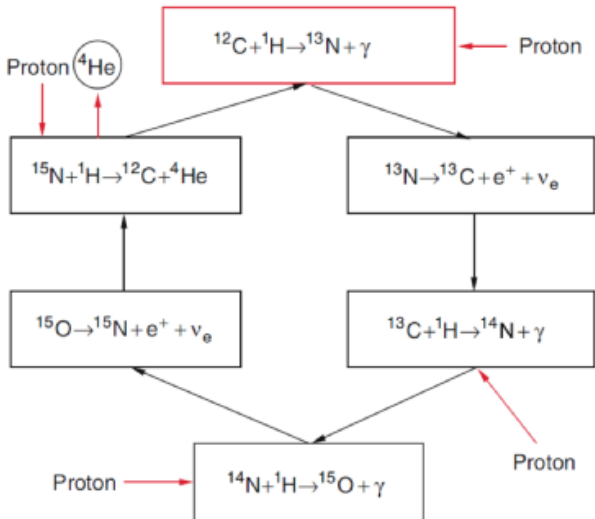 ¹²C+¹H→¹³N+γ
Proton
Proton
⁴He
¹⁵N+¹H→¹²C+⁴He
¹³N→¹³C+e⁺+νₑ
¹⁵O→¹⁵N+e⁺+νₑ
¹³C+¹H→¹⁴N+γ
Proton
Proton
¹⁴N+¹H→¹⁵O+γ